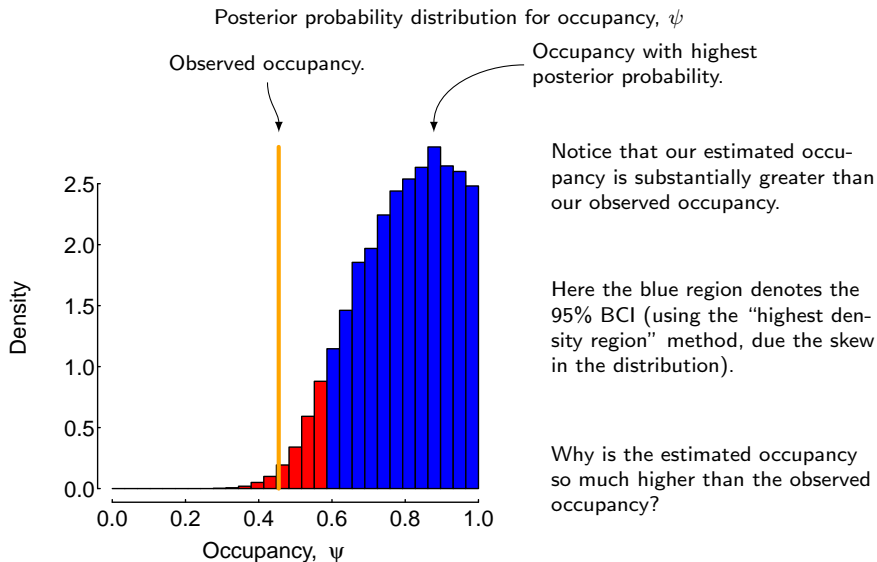 Posterior probability distribution for occupancy, ψ
Observed occupancy.
Occupancy with highest
posterior probability.
Notice that our estimated occu-
pancy is substantially greater than
our observed occupancy.
Here the blue region denotes the
95% BCI (using the “highest den-
sity region” method, due the skew
in the distribution).
Why is the estimated occupancy
so much higher than the observed
occupancy?
Density
2.5
2.0
1.5
1.0
0.5
0.0
0.0 0.2 0.4 0.6 0.8 1.0
Occupancy, ψ